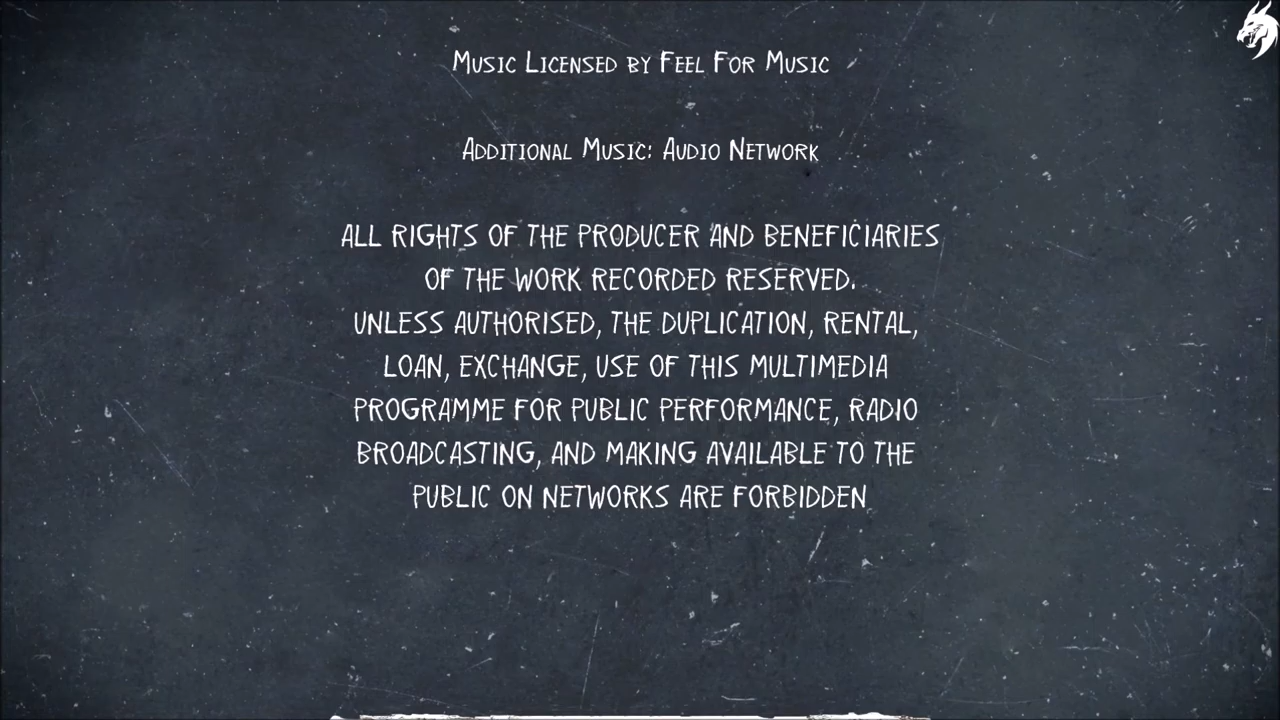 Music Licensed by Feel For Music
Additional Music: Audio Network
ALL RIGHTS OF THE PRODUCER AND BENEFICIARIES
OF THE WORK RECORDED RESERVED.
UNLESS AUTHORISED, THE DUPLICATION, RENTAL,
LOAN, EXCHANGE, USE OF THIS MULTIMEDIA
PROGRAMME FOR PUBLIC PERFORMANCE, RADIO
BROADCASTING, AND MAKING AVAILABLE TO THE
PUBLIC ON NETWORKS ARE FORBIDDEN